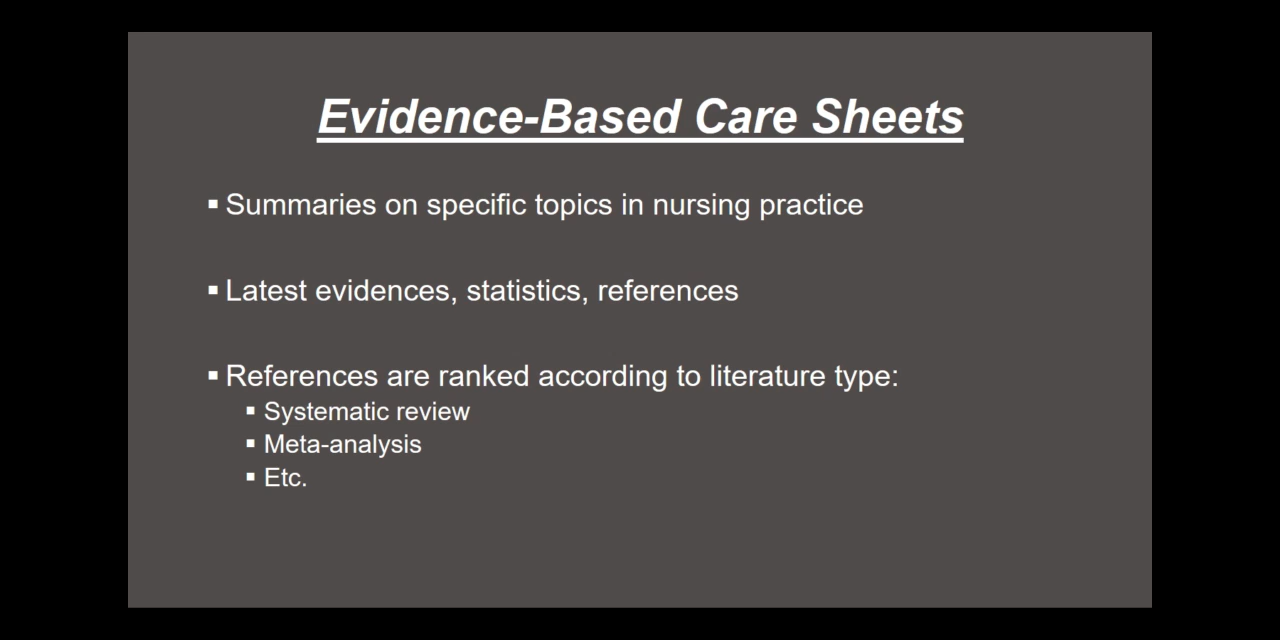 Evidence-Based Care Sheets
▪ Summaries on specific topics in nursing practice
▪ Latest evidences, statistics, references
▪ References are ranked according to literature type:
▪ Systematic review
▪ Meta-analysis
▪ Etc.